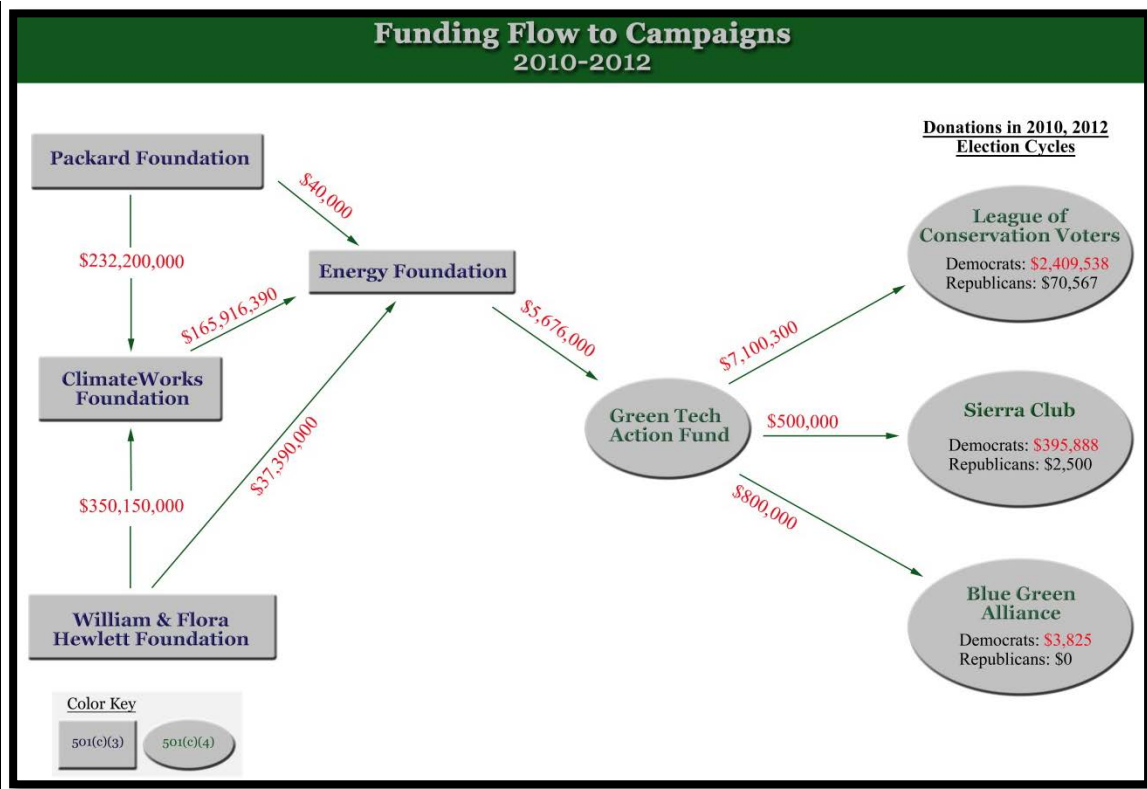 Funding Flow to Campaigns
2010-2012
Donations in 2010, 2012
Election Cycles
Packard Foundation
$40,000
$232,200,000
Energy Foundation
$165,916,390
ClimateWorks
Foundation
$37,390,000
$350,150,000
William & Flora
Hewlett Foundation
$5,676,000
Green Tech
Action Fund
$7,100,300
$500,000
$800,000
League of
Conservation Voters
Democrats: $2,409,538
Republicans: $70,567
Sierra Club
Democrats: $395,888
Republicans: $2,500
Blue Green
Alliance
Democrats: $3,825
Republicans: $0
Color Key
501(c)(3)
501(c)(4)